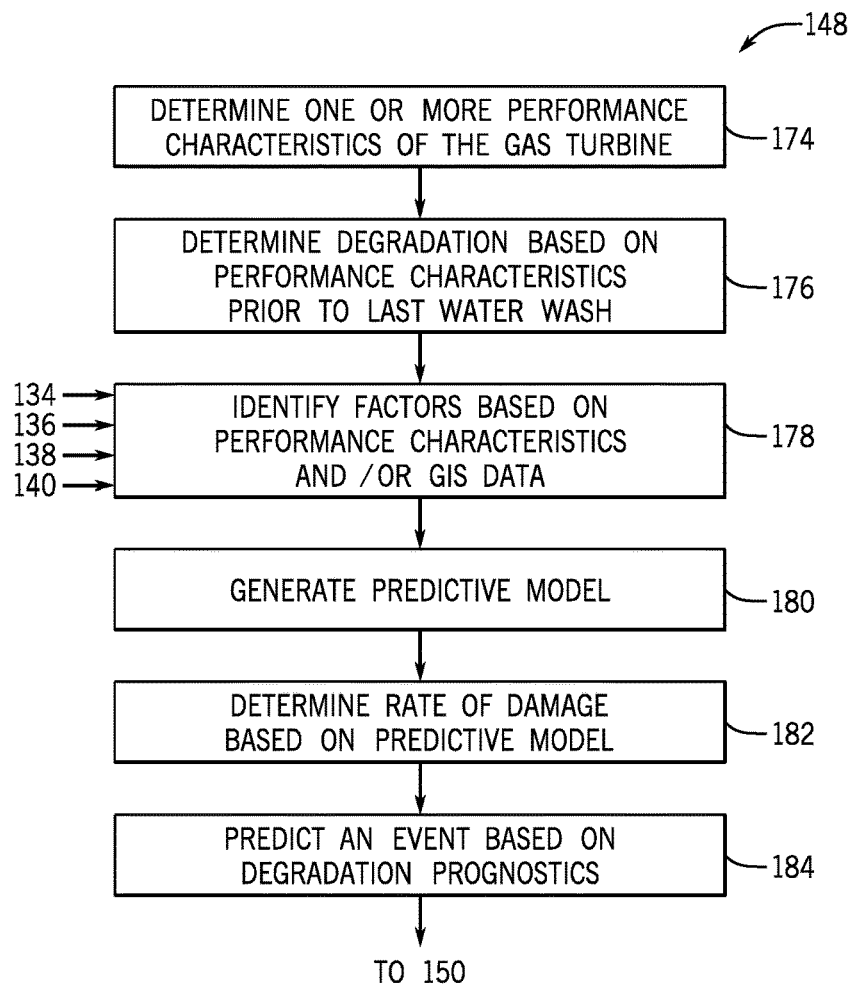 148
DETERMINE ONE OR MORE PERFORMANCE
CHARACTERISTICS OF THE GAS TURBINE
174
DETERMINE DEGRADATION BASED ON
PERFORMANCE CHARACTERISTICS
PRIOR TO LAST WATER WASH
176
134
136
138
140
IDENTIFY FACTORS BASED ON
PERFORMANCE CHARACTERISTICS
AND /OR GIS DATA
178
GENERATE PREDICTIVE MODEL
180
DETERMINE RATE OF DAMAGE
BASED ON PREDICTIVE MODEL
182
PREDICT AN EVENT BASED ON
DEGRADATION PROGNOSTICS
184
TO 150